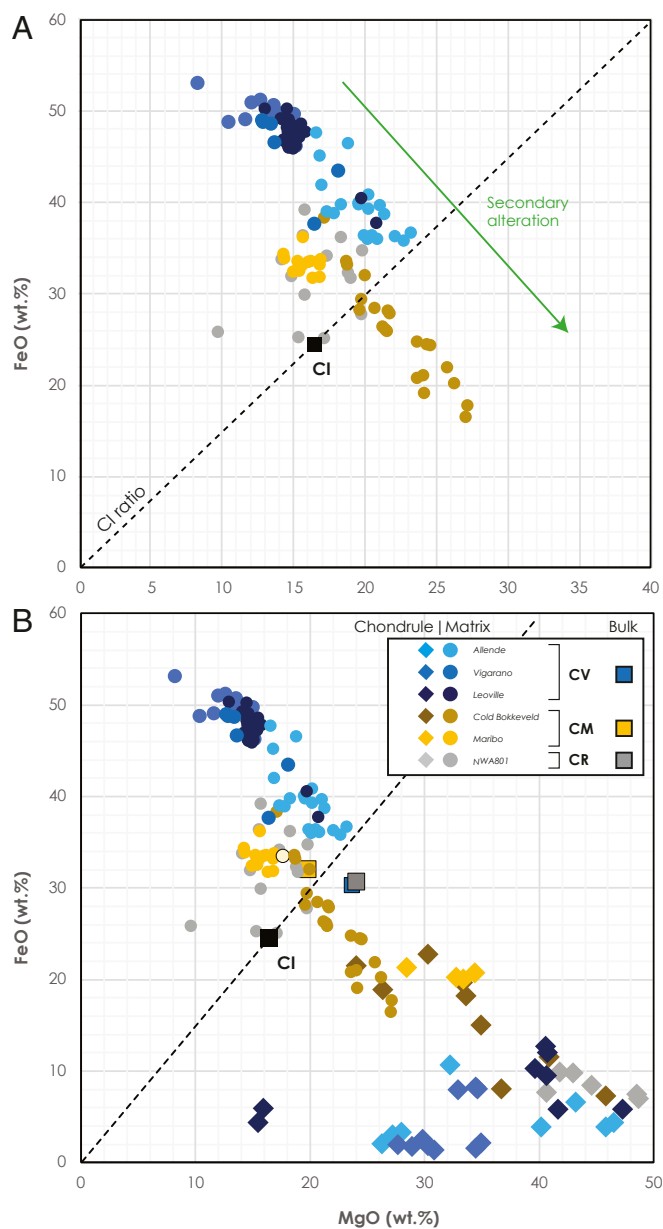 A
60
50
40
30
20
10
0
FeO (wt.%)
Secondary
alteration
CI
CI ratio
0
5
10
15
20
25
30
35
40
B
60
50
40
30
20
10
0
FeO (wt.%)
Chondrule | Matrix
Bulk
Allende
Vigarano
CV
Leoville
Cold Bokkeveld
CM
Maribo
NWA801
CR
CI
0
10
20
30
40
50
MgO (wt.%)